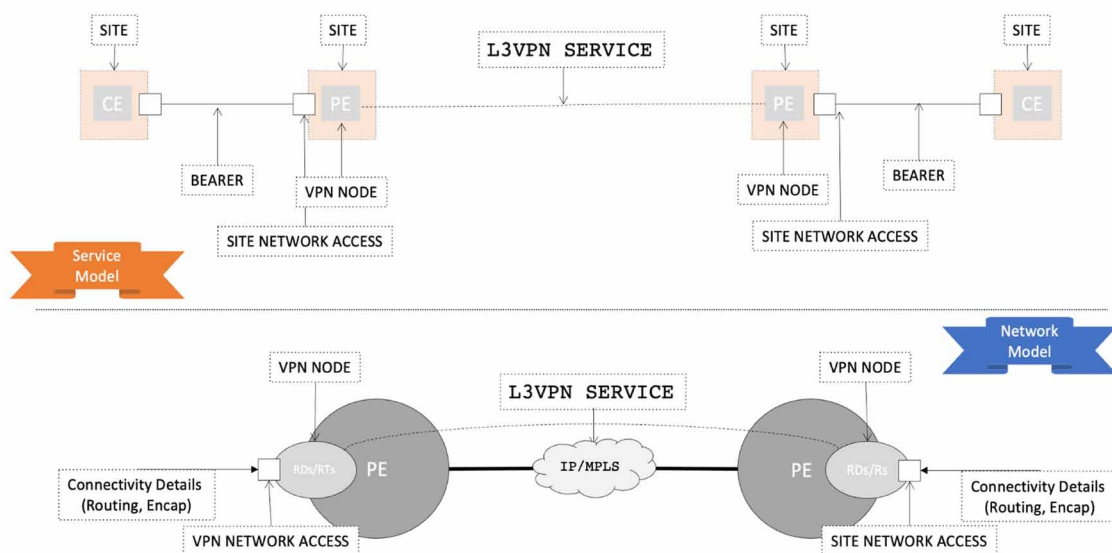 SITE
SITE
L3VPN SERVICE
SITE
SITE
CE
PE
PE
CE
BEARER
VPN NODE
VPN NODE
BEARER
SITE NETWORK ACCESS
SITE NETWORK ACCESS
Service
Model
Network
Model
VPN NODE
L3VPN SERVICE
VPN NODE
RDs/RTs
PE
IP/MPLS
PE
RDs/Rs
Connectivity Details
(Routing, Encap)
Connectivity Details
(Routing, Encap)
VPN NETWORK ACCESS
SITE NETWORK ACCESS